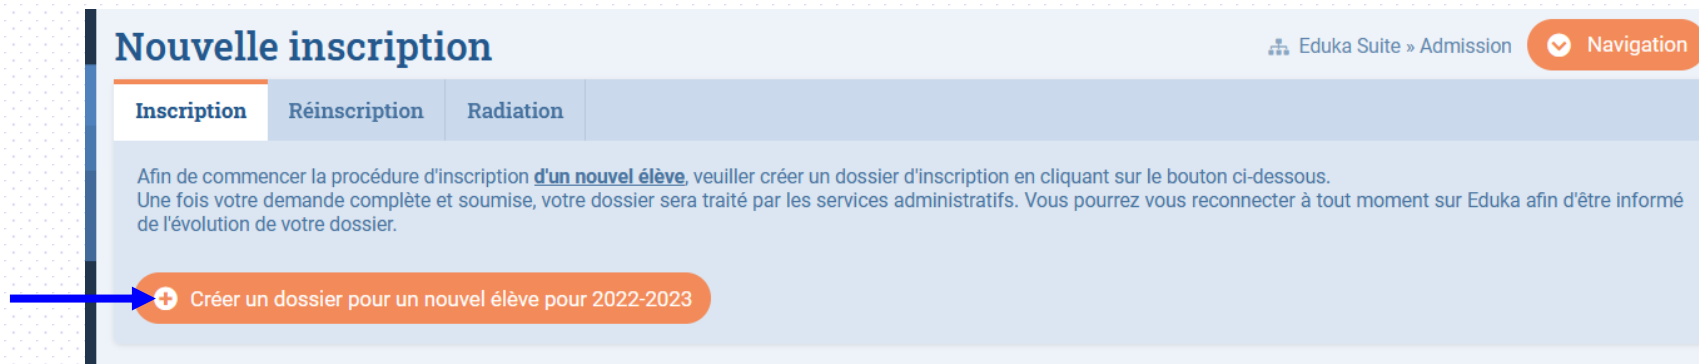 Nouvelle inscription
Eduka Suite » Admission
Navigation
Inscription
Réinscription
Radiation
Afin de commencer la procédure d'inscription d'un nouvel élève, veuiller créer un dossier d'inscription en cliquant sur le bouton ci-dessous.
Une fois votre demande complète et soumise, votre dossier sera traité par les services administratifs. Vous pourrez vous reconnecter à tout moment sur Eduka afin d'être informé
de l'évolution de votre dossier.
Créer un dossier pour un nouvel élève pour 2022-2023